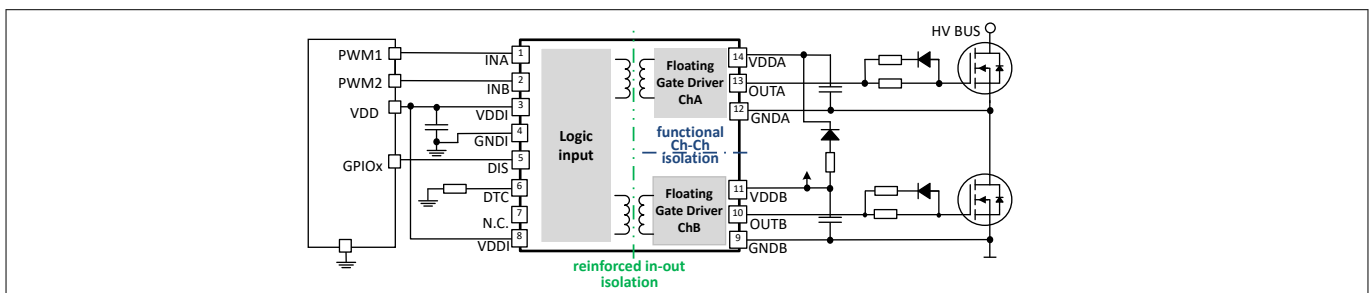 HV BUS
PWM1
PWM2
VDD
GPIOx
1
INA
2
INB
3
VDDI
4
GNDI
5
DIS
6
DTC
7
N.C.
8
VDDI
Logic
input
Floating
Gate Driver
ChA
functional
Ch-Ch
isolation
Floating
Gate Driver
ChB
14
VDDA
13
OUTA
12
GNDA
11
VDDB
10
OUTB
9
GNDB
reinforced in-out
isolation